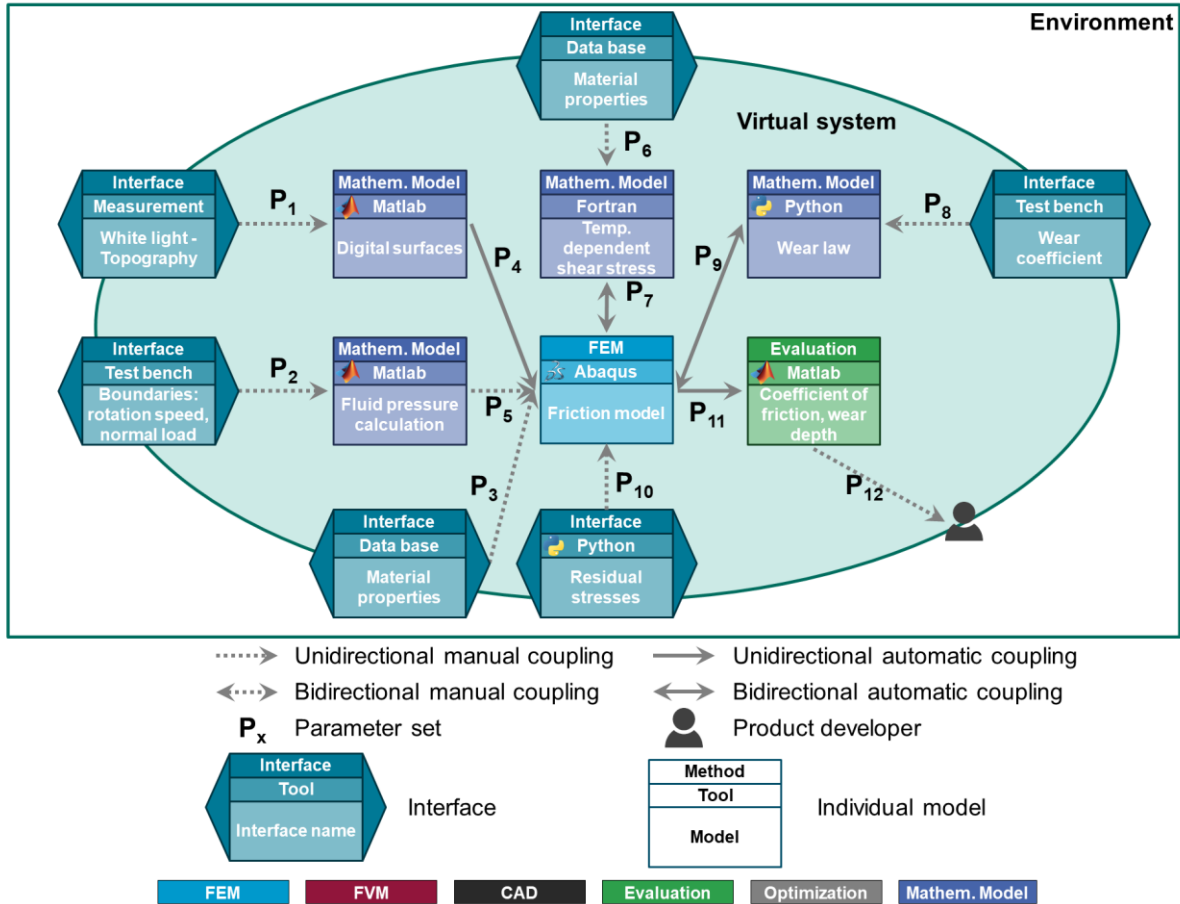 Environment
Interface
Data base
Material
properties
Virtual system
P6
Interface
Measurement
White light -
Topography
P1
Mathem. Model
Matlab
Digital surfaces
P4
Mathem. Model
Fortran
Temp.
dependent
shear stress
P7
P9
Mathem. Model
Python
Wear law
P8
Interface
Test bench
Wear
coefficient
Interface
Test bench
Boundaries:
rotation speed,
normal load
P2
Mathem. Model
Matlab
Fluid pressure
calculation
P5
FEM
Abaqus
Friction model
P11
Evaluation
Matlab
Coefficient of
friction, wear
depth
P3
P10
P12
Interface
Data base
Material
properties
Interface
Python
Residual
stresses
Unidirectional manual coupling
Unidirectional automatic coupling
Bidirectional manual coupling
Bidirectional automatic coupling
Px Parameter set
Product developer
Interface
Tool
Interface name
Interface
Method
Tool
Model
Individual model
FEM
FVM
CAD
Evaluation
Optimization
Mathem. Model